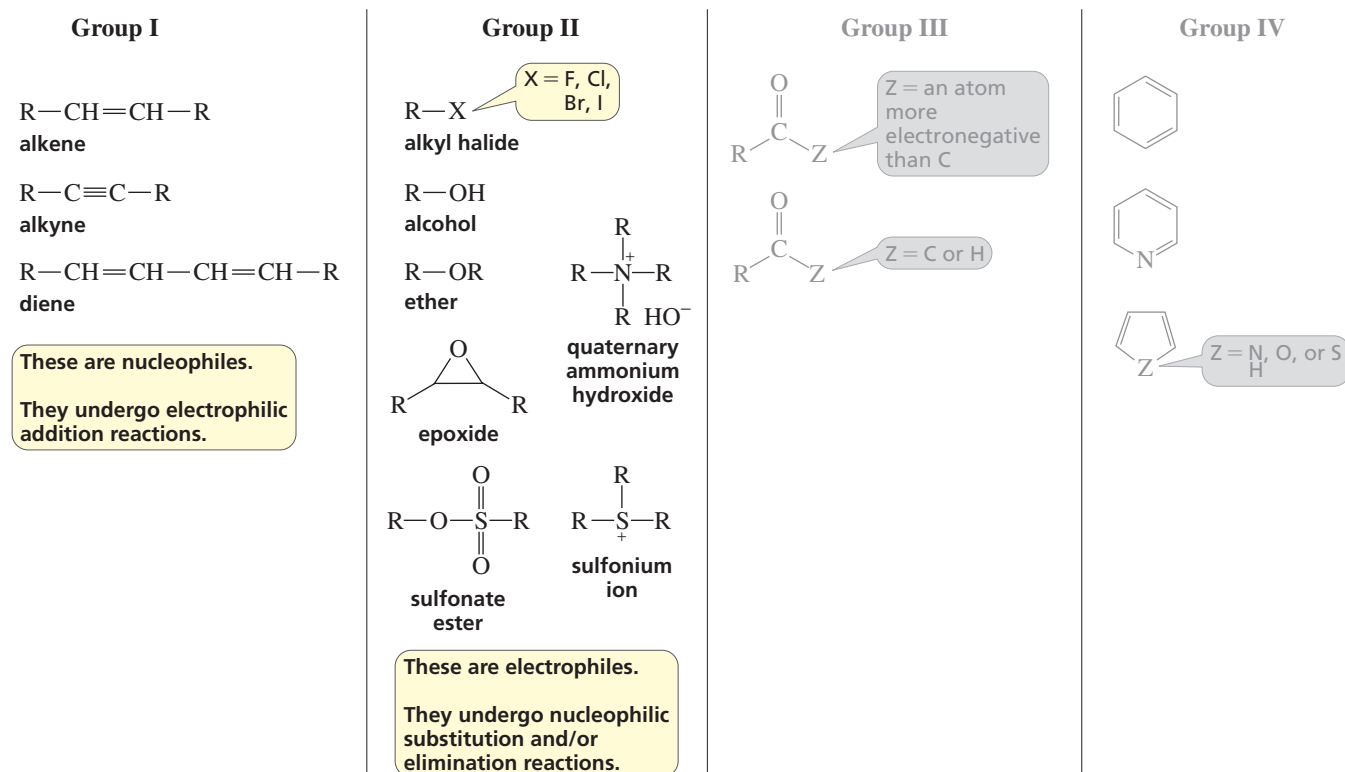 Group I
R—CH=CH—R
alkene
R—C≡C—R
alkyne
R—CH=CH—CH=CH—R
diene
These are nucleophiles.
They undergo electrophilic
addition reactions.
Group II
X = F, Cl,
Br, I
R—X
alkyl halide
R—OH
alcohol
R—OR
ether
R
+
R—N—R
R HO⁻
quaternary
ammonium
hydroxide
O
R R
epoxide
O
R—O—S—R
O
sulfonate
ester
R
R—S—R
+
sulfonium
ion
These are electrophiles.
They undergo nucleophilic
substitution and/or
elimination reactions.
Group III
O
C
R Z
Z = an atom
more
electronegative
than C
O
C
R Z
Z = C or H
Group IV
N
Z
Z = N, O, or S
H